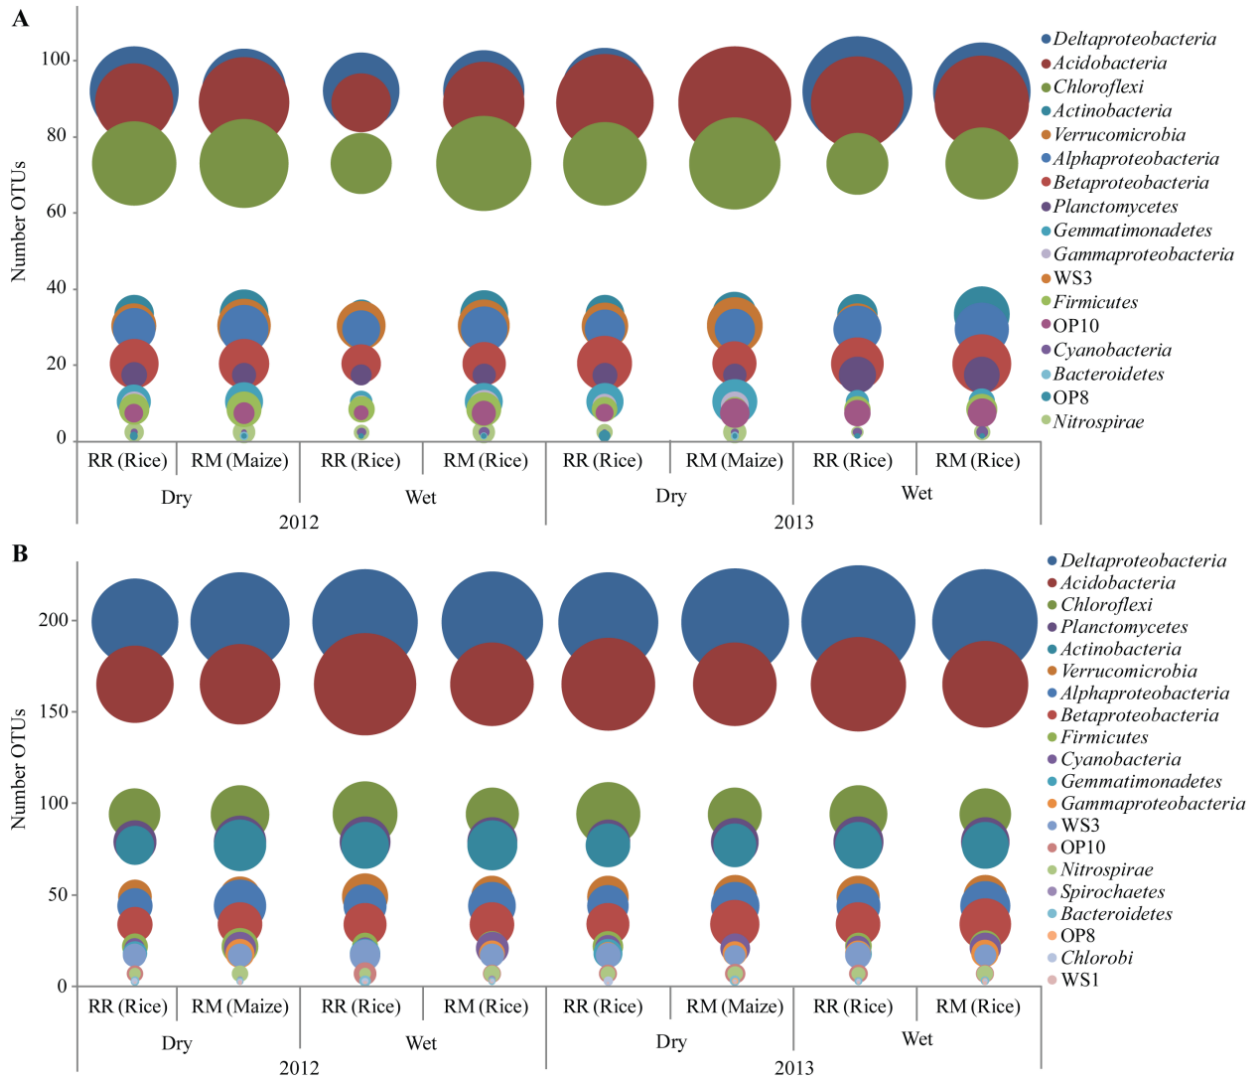 A
Number OTUs
100
80
60
40
20
0
RR (Rice) RM (Maize) RR (Rice) RM (Rice) RR (Rice) RM (Maize) RR (Rice) RM (Rice)
Dry Wet Dry Wet
2012 2013
Deltaproteobacteria
Acidobacteria
Chloroflexi
Actinobacteria
Verrucomicrobia
Alphaproteobacteria
Betaproteobacteria
Planctomycetes
Gemmatimonadetes
Gammaproteobacteria
WS3
Firmicutes
OP10
Cyanobacteria
Bacteroidetes
OP8
Nitrospirae
B
Number OTUs
200
150
100
50
0
RR (Rice) RM (Maize) RR (Rice) RM (Rice) RR (Rice) RM (Maize) RR (Rice) RM (Rice)
Dry Wet Dry Wet
2012 2013
Deltaproteobacteria
Acidobacteria
Chloroflexi
Planctomycetes
Actinobacteria
Verrucomicrobia
Alphaproteobacteria
Betaproteobacteria
Firmicutes
Cyanobacteria
Gemmatimonadetes
Gammaproteobacteria
WS3
OP10
Nitrospirae
Spirochaetes
Bacteroidetes
OP8
Chlorobi
WS1